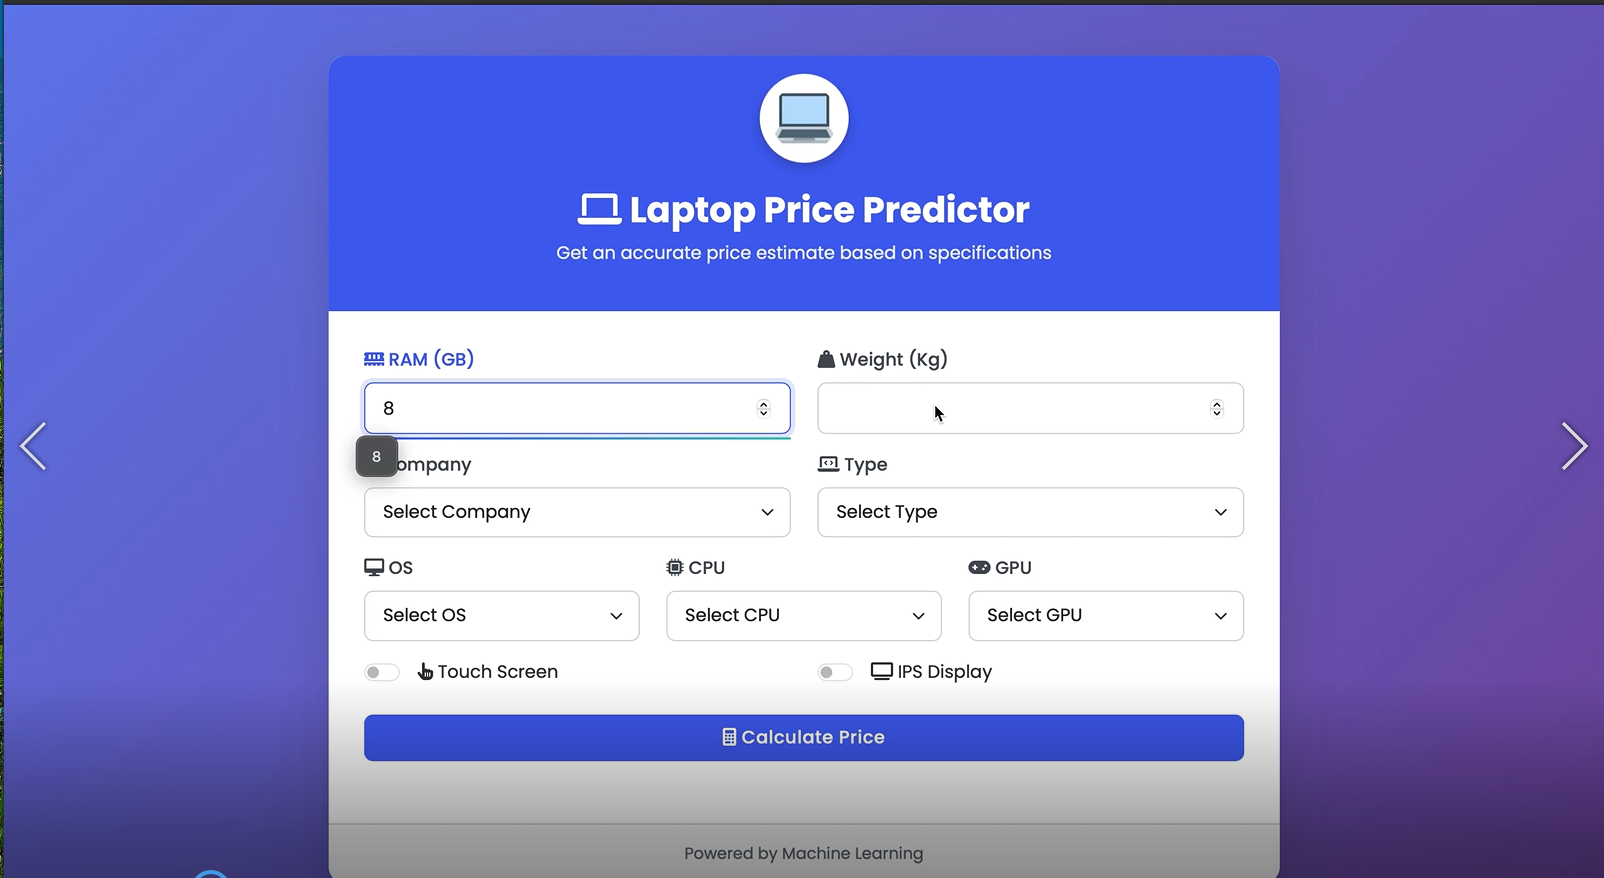 Laptop Price Predictor
Get an accurate price estimate based on specifications
RAM (GB)
Weight (Kg)
8
8
ompany
Type
Select Company
Select Type
OS
CPU
GPU
Select OS
Select CPU
Select GPU
Touch Screen
IPS Display
Calculate Price
Powered by Machine Learning